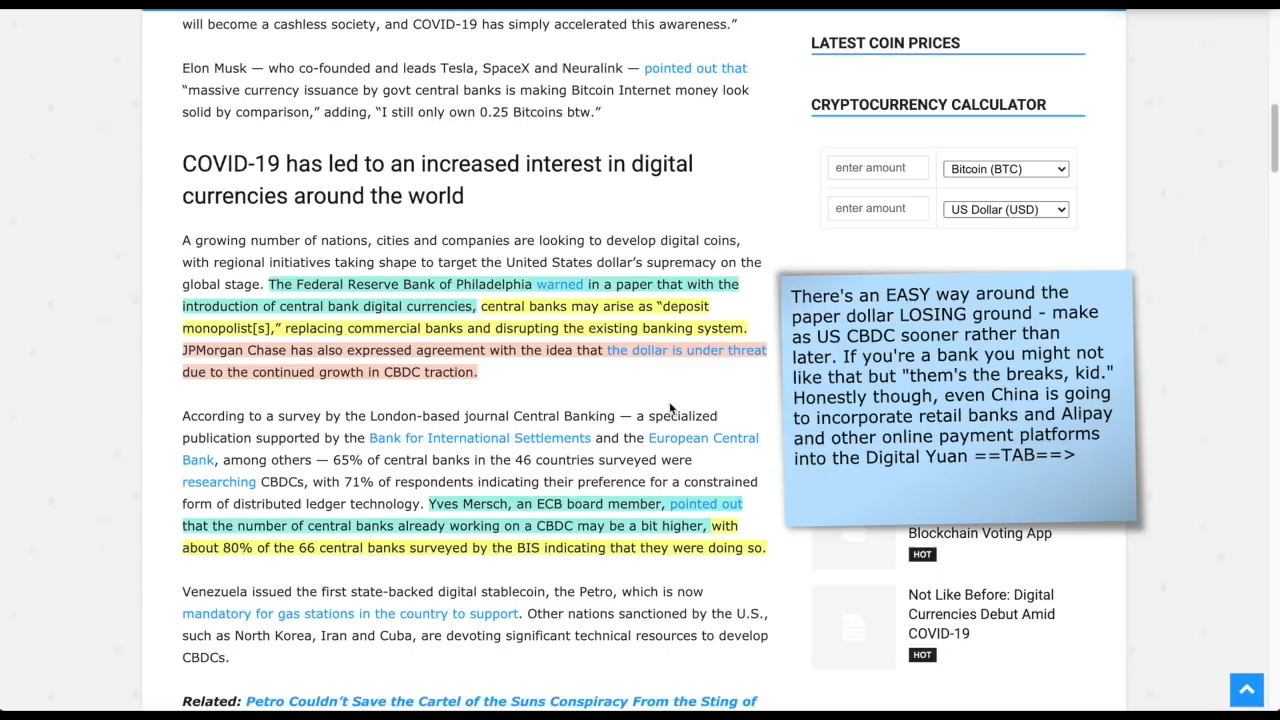 will become a cashless society, and COVID-19 has simply accelerated this awareness.”
Elon Musk — who co-founded and leads Tesla, SpaceX and Neuralink — pointed out that
“massive currency issuance by govt central banks is making Bitcoin Internet money look
solid by comparison,” adding, “I still only own 0.25 Bitcoins btw.”
COVID-19 has led to an increased interest in digital
currencies around the world
A growing number of nations, cities and companies are looking to develop digital coins,
with regional initiatives taking shape to target the United States dollar’s supremacy on the
global stage. The Federal Reserve Bank of Philadelphia warned in a paper that with the
introduction of central bank digital currencies, central banks may arise as “deposit
monopolist[s],” replacing commercial banks and disrupting the existing banking system.
JPMorgan Chase has also expressed agreement with the idea that the dollar is under threat
due to the continued growth in CBDC traction.
According to a survey by the London-based journal Central Banking — a specialized
publication supported by the Bank for International Settlements and the European Central
Bank, among others — 65% of central banks in the 46 countries surveyed were
researching CBDCs, with 71% of respondents indicating their preference for a constrained
form of distributed ledger technology. Yves Mersch, an ECB board member, pointed out
that the number of central banks already working on a CBDC may be a bit higher, with
about 80% of the 66 central banks surveyed by the BIS indicating that they were doing so.
Venezuela issued the first state-backed digital stablecoin, the Petro, which is now
mandatory for gas stations in the country to support. Other nations sanctioned by the U.S.,
such as North Korea, Iran and Cuba, are devoting significant technical resources to develop
CBDCs.
Related: Petro Couldn’t Save the Cartel of the Suns Conspiracy From the Sting of
LATEST COIN PRICES
CRYPTOCURRENCY CALCULATOR
enter amount
Bitcoin (BTC)
enter amount
US Dollar (USD)
There's an EASY way around the
paper dollar LOSING ground - make
as US CBDC sooner rather than
later. If you're a bank you might not
like that but "them's the breaks, kid."
Honestly though, even China is going
to incorporate retail banks and Alipay
and other online payment platforms
into the Digital Yuan ==TAB==>
Blockchain Voting App
HOT
Not Like Before: Digital
Currencies Debut Amid
COVID-19
HOT